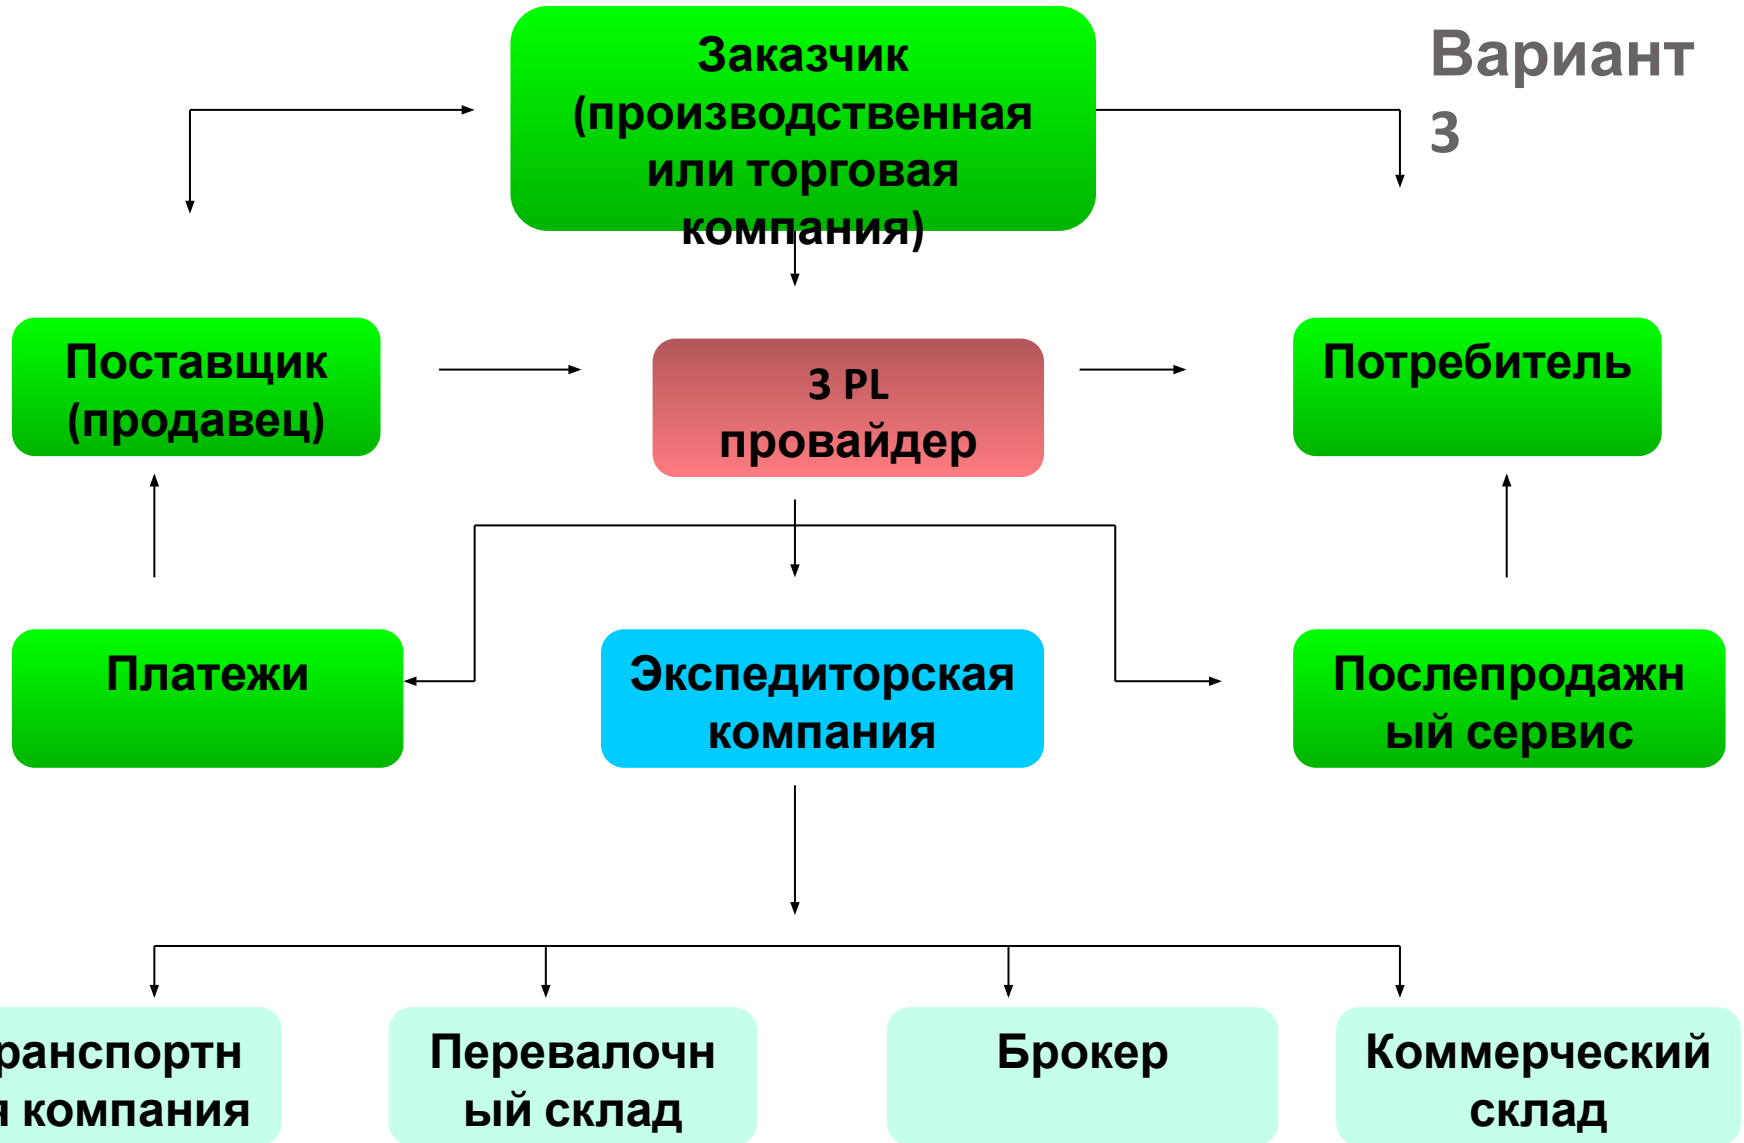 Заказчик
(производственная
или торговая
компания)
Вариант
3
Поставщик
(продавец)
3 PL
провайдер
Потребитель
Платежи
Экспедиторская
компания
Послепродажн
ый сервис
ранспортн
я компания
Перевалочн
ый склад
Брокер
Коммерческий
склад